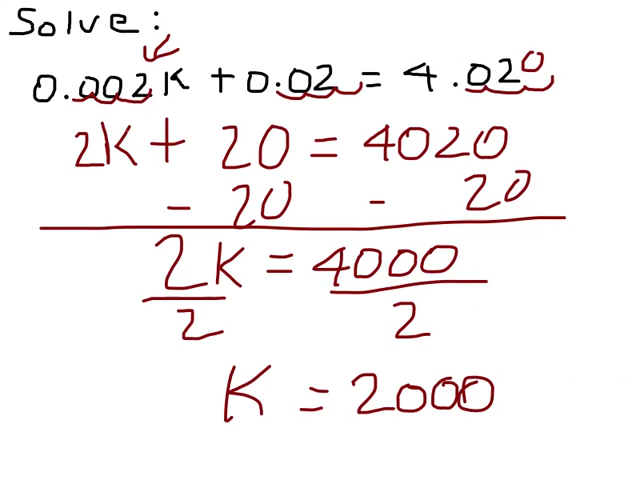 Solve:
0.002K + 0.02 = 4.020
2K + 20 = 4020
- 20 - 20
2K = 4000
2 2
K = 2000